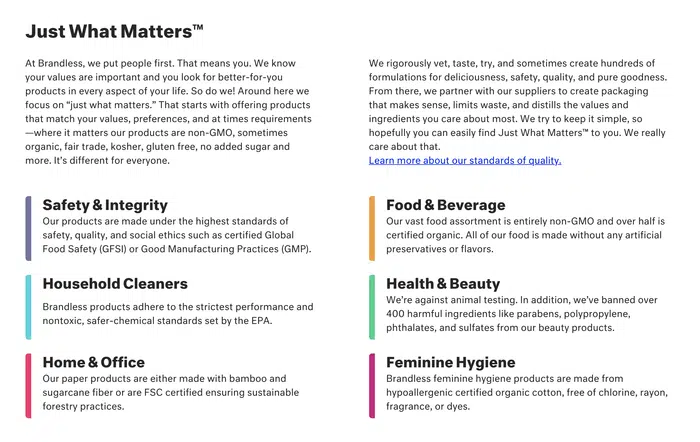 Just What Matters™
At Brandless, we put people first. That means you. We know
your values are important and you look for better-for-you
products in every aspect of your life. So do we! Around here we
focus on “just what matters.” That starts with offering products
that match your values, preferences, and at times requirements
—where it matters our products are non-GMO, sometimes
organic, fair trade, kosher, gluten free, no added sugar and
more. It’s different for everyone.
We rigorously vet, taste, try, and sometimes create hundreds of
formulations for deliciousness, safety, quality, and pure goodness.
From there, we partner with our suppliers to create packaging
that makes sense, limits waste, and distills the values and
ingredients you care about most. We try to keep it simple, so
hopefully you can easily find Just What Matters™ to you. We really
care about that.
Learn more about our standards of quality.
Safety & Integrity
Our products are made under the highest standards of
safety, quality, and social ethics such as certified Global
Food Safety (GFSI) or Good Manufacturing Practices (GMP).
Food & Beverage
Our vast food assortment is entirely non-GMO and over half is
certified organic. All of our food is made without any artificial
preservatives or flavors.
Household Cleaners
Brandless products adhere to the strictest performance and
nontoxic, safer-chemical standards set by the EPA.
Health & Beauty
We’re against animal testing. In addition, we’ve banned over
400 harmful ingredients like parabens, polypropylene,
phthalates, and sulfates from our beauty products.
Home & Office
Our paper products are either made with bamboo and
sugarcane fiber or are FSC certified ensuring sustainable
forestry practices.
Feminine Hygiene
Brandless feminine hygiene products are made from
hypoallergenic certified organic cotton, free of chlorine, rayon,
fragrance, or dyes.